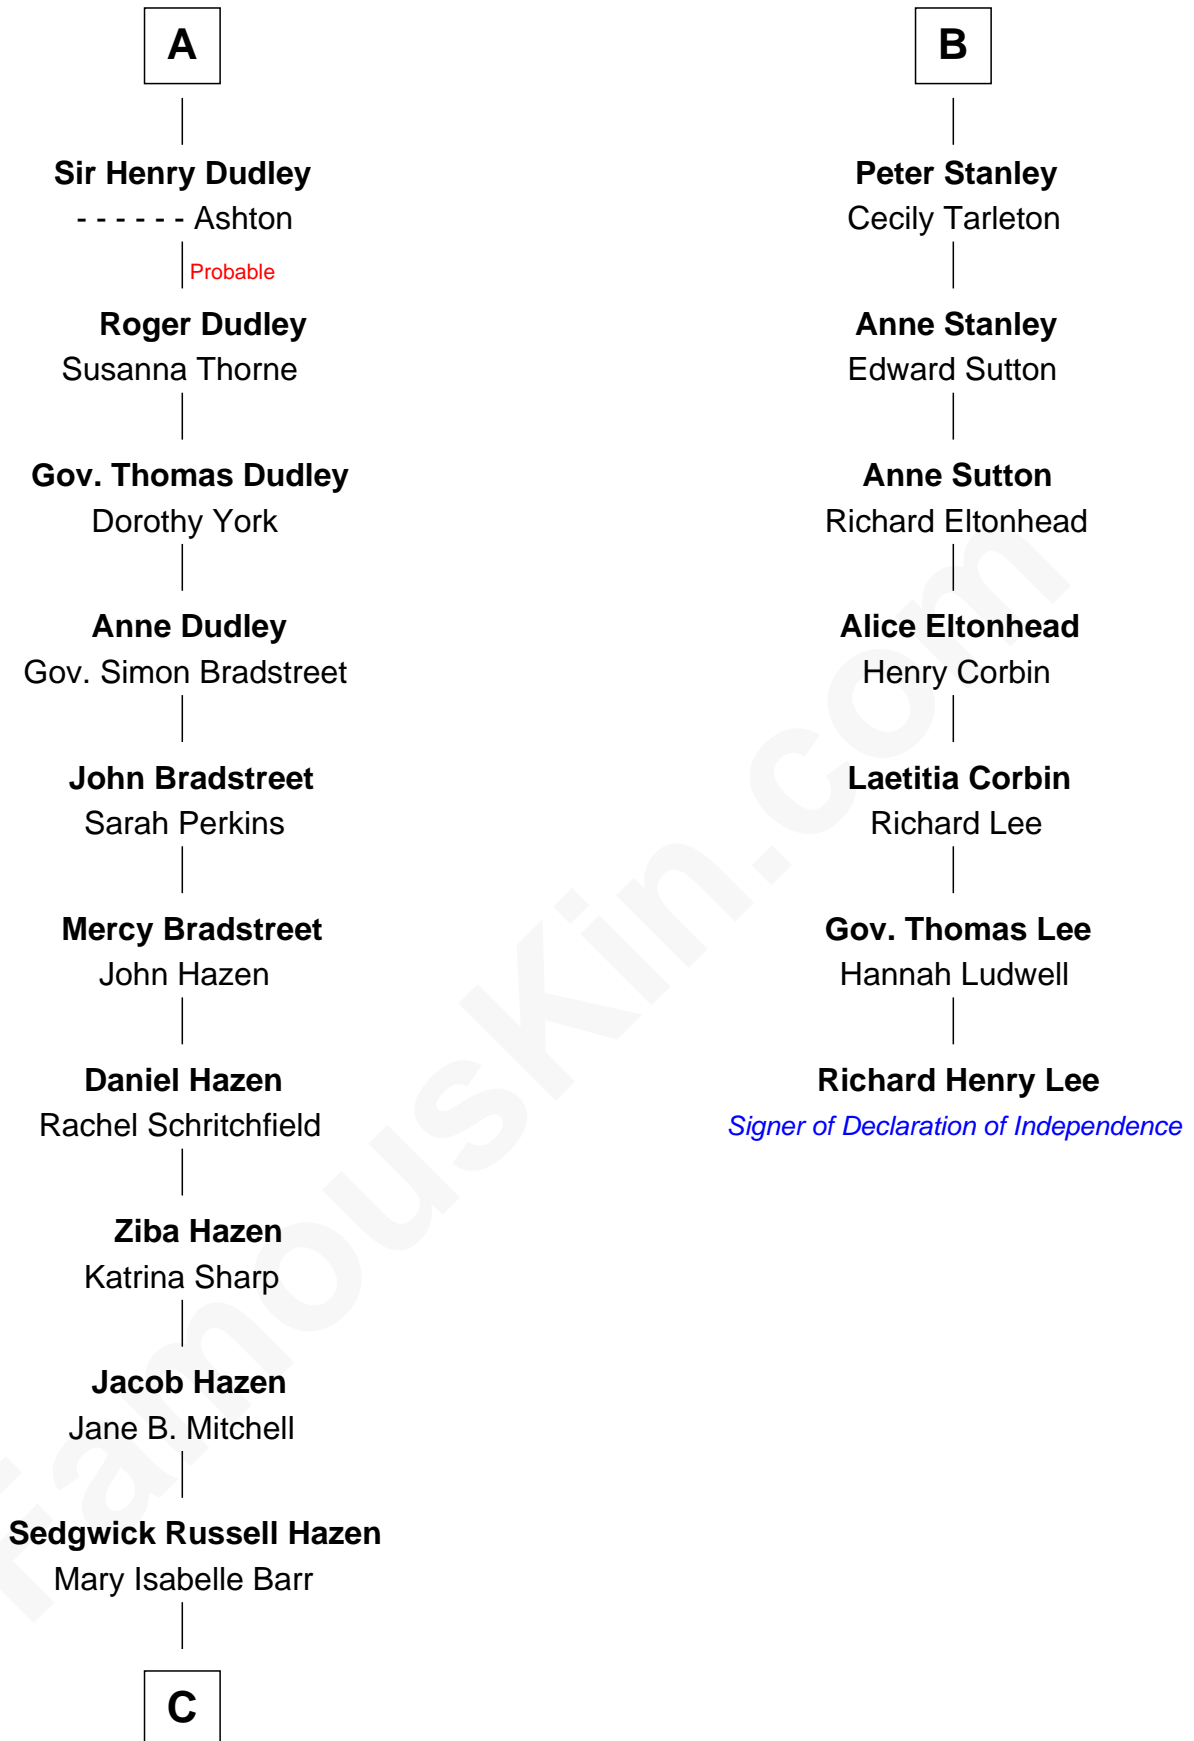 A
Sir Henry Dudley
- - - - - - Ashton
Probable
Roger Dudley
Susanna Thorne
Gov. Thomas Dudley
Dorothy York
Anne Dudley
Gov. Simon Bradstreet
John Bradstreet
Sarah Perkins
Mercy Bradstreet
John Hazen
Daniel Hazen
Rachel Schritchfield
Ziba Hazen
Katrina Sharp
Jacob Hazen
Jane B. Mitchell
Sedgwick Russell Hazen
Mary Isabelle Barr
C
B
Peter Stanley
Cecily Tarleton
Anne Stanley
Edward Sutton
Anne Sutton
Richard Eltonhead
Alice Eltonhead
Henry Corbin
Laetitia Corbin
Richard Lee
Gov. Thomas Lee
Hannah Ludwell
Richard Henry Lee
Signer of Declaration of Independence
FamousKin.com